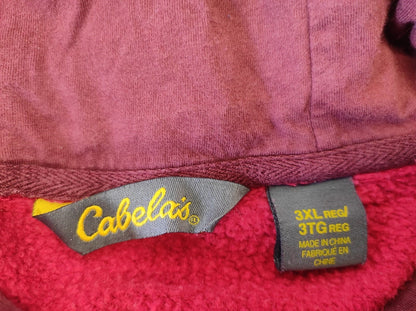 Cabela's®
3XL REG/
3TG REG
MADE IN CHINA
FABRIQUÉ EN
CHINE